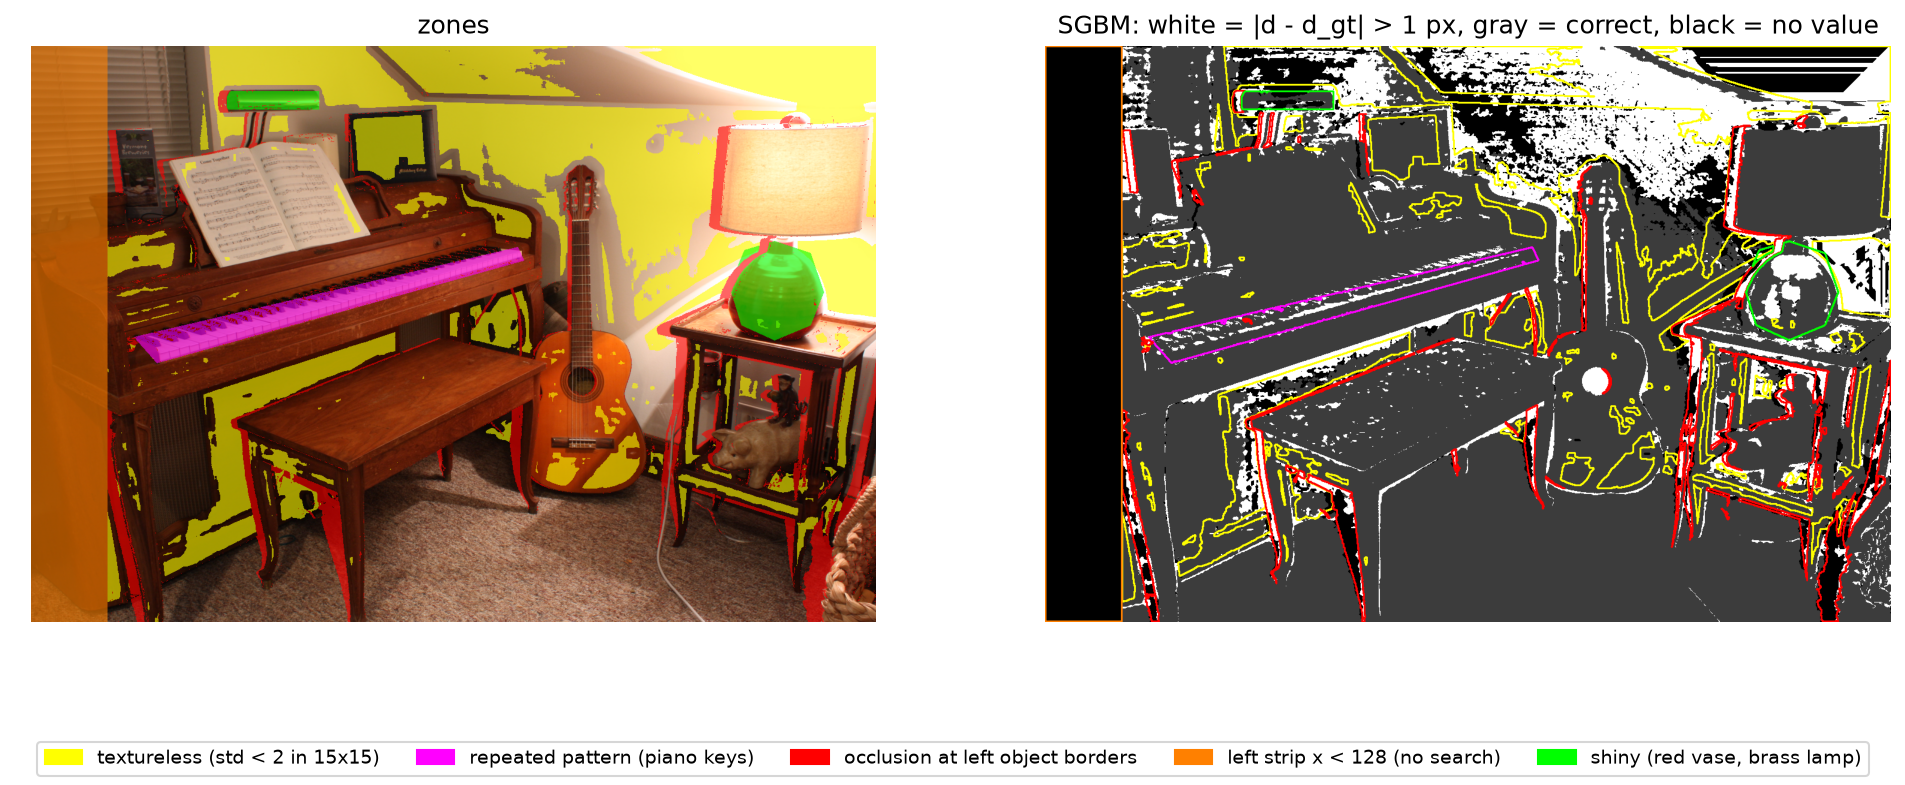 zones
SGBM: white = |d - d_gt| > 1 px, gray = correct, black = no value
textureless (std < 2 in 15x15)
repeated pattern (piano keys)
occlusion at left object borders
left strip x < 128 (no search)
shiny (red vase, brass lamp)